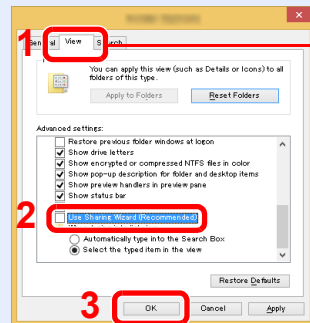 1
General View Search
You can apply this view (such as Details or Icons) to all
folders of this type.
Apply to Folders Reset Folders
Advanced settings:
Restore previous folder windows at logon
Show drive letters
Show encrypted or compressed NTFS files in color
Show pop-up description for folder and desktop items
Show preview handlers in preview pane
Show status bar
2
Use Sharing Wizard (Recommended)
Automatically type into the Search Box
Select the typed item in the view
Restore Defaults
3
OK Cancel Apply